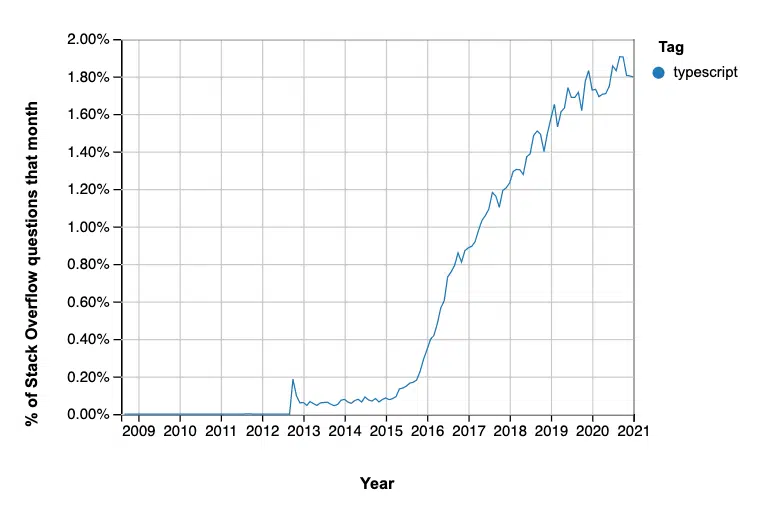 2.00%
1.80%
1.60%
1.40%
1.20%
1.00%
0.80%
0.60%
0.40%
0.20%
0.00%
% of Stack Overflow questions that month
2009 2010 2011 2012 2013 2014 2015 2016 2017 2018 2019 2020 2021
Year
Tag
typescript